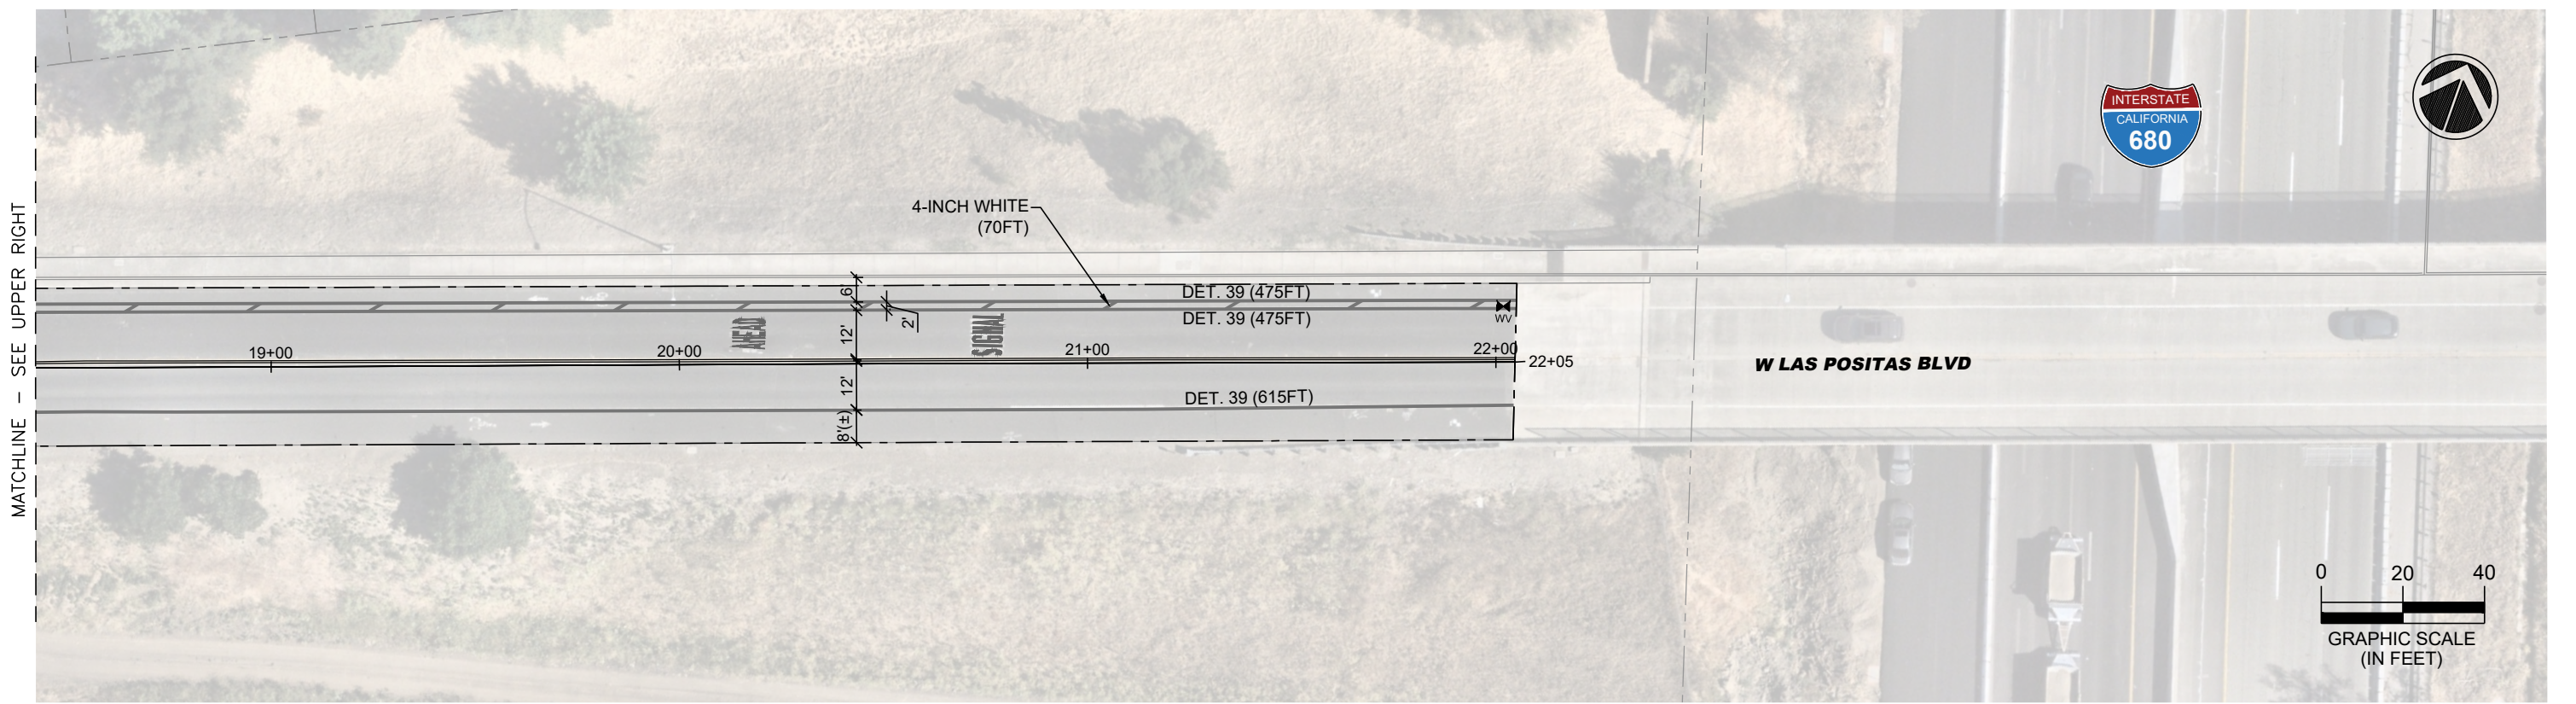 MATCHLINE - SEE UPPER RIGHT
INTERSTATE
CALIFORNIA
680
4-INCH WHITE
(70FT)
6'
DET. 39 (475FT)
2'
DET. 39 (475FT)
WV
AHEAD
SIGNAL
12'
19+00
20+00
21+00
22+00
22+05
W LAS POSITAS BLVD
12'
DET. 39 (615FT)
8'(±)
0 20 40
GRAPHIC SCALE
(IN FEET)